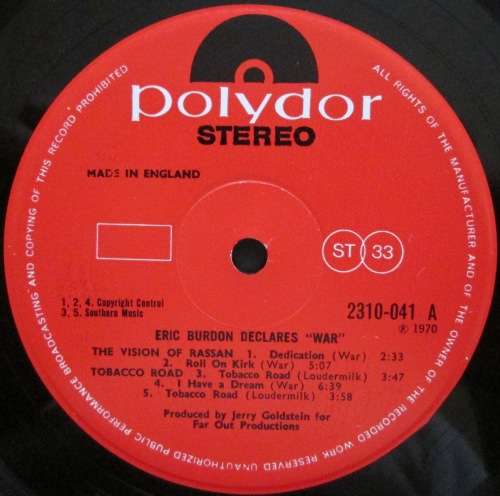 polydor
STEREO
MADE IN ENGLAND
ST 33
1, 2, 4. Copyright Control
3, 5. Southern Music
2310-041 A
℗ 1970
ERIC BURDON DECLARES "WAR"
THE VISION OF RASSAN 1. Dedication (War) 2:33
2. Roll On Kirk (War) 5:07
TOBACCO ROAD 3. Tobacco Road (Loudermilk) 3:47
4. I Have a Dream (War) 6:39
5. Tobacco Road (Loudermilk) 3:58
Produced by Jerry Goldstein for
Far Out Productions
ALL RIGHTS OF THE MANUFACTURER AND OF THE OWNER OF THE RECORDED WORK RESERVED UNAUTHORIZED PUBLIC PERFORMANCE BROADCASTING AND COPYING OF THIS RECORD PROHIBITED